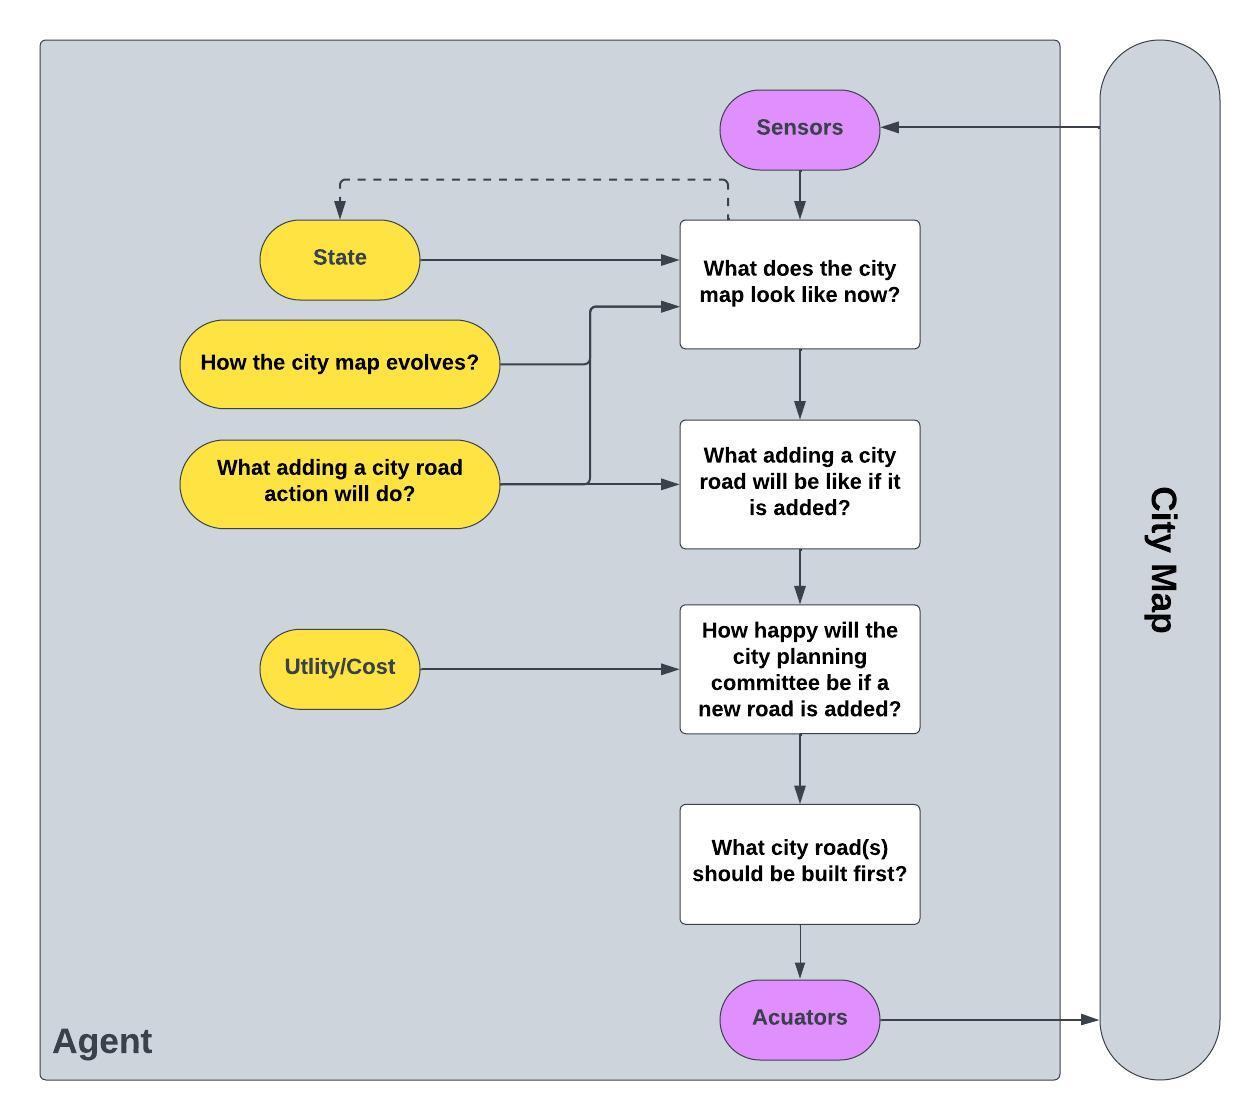 Sensors
State
What does the city
map look like now?
How the city map evolves?
What adding a city road
action will do?
What adding a city
road will be like if it
is added?
City Map
Utlity/Cost
How happy will the
city planning
committee be if a
new road is added?
What city road(s)
should be built first?
Acuators
Agent